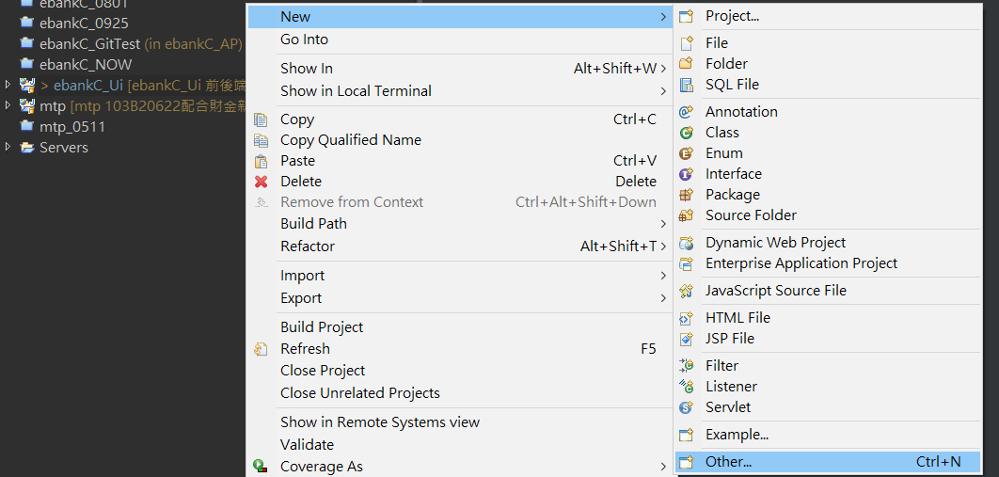 ebankC_0801
ebankC_0925
ebankC_GitTest (in ebankC_AP)
ebankC_NOW
> ebankC_Ui [ebankC_Ui 前後端
mtp [mtp 103B20622配合財金新
mtp_0511
Servers
New
Go Into
Show In Alt+Shift+W
Show in Local Terminal
Copy Ctrl+C
Copy Qualified Name
Paste Ctrl+V
Delete Delete
Remove from Context Ctrl+Alt+Shift+Down
Build Path
Refactor Alt+Shift+T
Import
Export
Build Project
Refresh F5
Close Project
Close Unrelated Projects
Show in Remote Systems view
Validate
Coverage As
Project...
File
Folder
SQL File
Annotation
Class
Enum
Interface
Package
Source Folder
Dynamic Web Project
Enterprise Application Project
JavaScript Source File
HTML File
JSP File
Filter
Listener
Servlet
Example...
Other... Ctrl+N